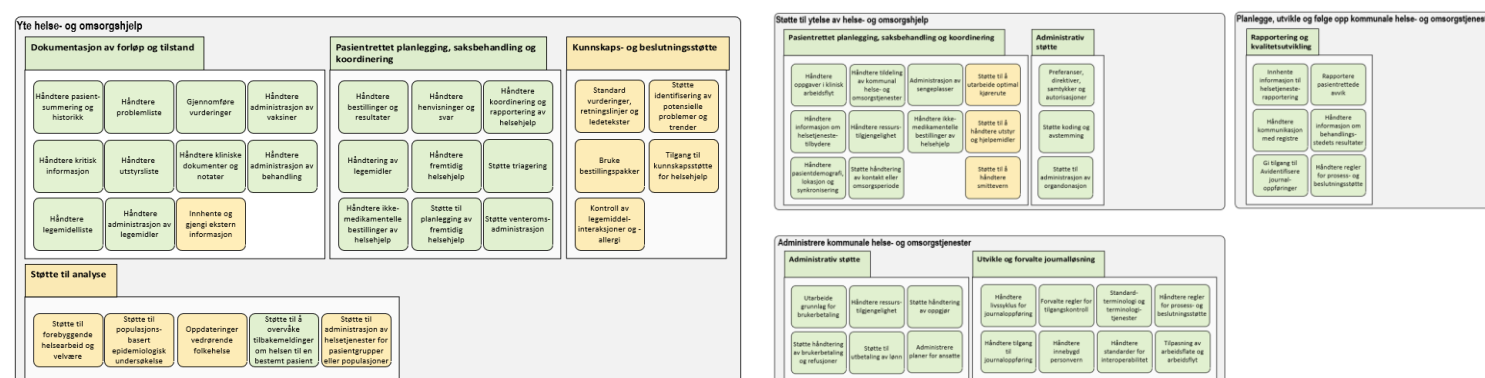 Yte helse- og omsorgshjelp
Dokumentasjon av forløp og tilstand
Håndtere pasient-
summering og
historikk
Håndtere
problemliste
Gjennomføre
vurderinger
Håndtere
administrasjon av
vaksiner
Håndtere kritisk
informasjon
Håndtere
utstyrsliste
Håndtere kliniske
dokumenter og
notater
Håndtere
administrasjon av
behandling
Håndtere
legemidelliste
Håndtere
administrasjon av
legemidler
Innhente og
gjengi ekstern
informasjon
Pasientrettet planlegging, saksbehandling og
koordinering
Håndtere
bestillinger og
resultater
Håndtere
henvisninger og
svar
Håndtere
koordinering og
rapportering av
helsehjelp
Håndtering av
legemidler
Håndtere
fremtidig
helsehjelp
Støtte triagering
Håndtere ikke-
medikamentelle
bestillinger av
helsehjelp
Støtte til
planlegging av
fremtidig
helsehjelp
Støtte venteroms-
administrasjon
Kunnskaps- og beslutningsstøtte
Standard
vurderinger,
retningslinjer og
ledetekster
Støtte
identifisering av
potensielle
problemer og
trender
Bruke
bestillingspakker
Tilgang til
kunnskapsstøtte
for helsehjelp
Kontroll av
legemiddel-
interaksjoner og -
allergi
Støtte til analyse
Støtte til
forebyggende
helsearbeid og
velvære
Støtte til
populasjons-
basert
epidemiologisk
undersøkelse
Oppdateringer
vedrørende
folkehelse
Støtte til å
overvåke
tilbakemeldinger
om helsen til en
bestemt pasient
Støtte til
administrasjon av
helsetjenester for
pasientgrupper
eller populasjoner
Støtte til ytelse av helse- og omsorgshjelp
Pasientrettet planlegging, saksbehandling og koordinering
Håndtere
oppgaver i klinisk
arbeidsflyt
Håndtere tildeling
av kommunal
helse- og
omsorgstjenester
Administrasjon av
sengeplasser
Støtte til å
utarbeide optimal
kjørerute
Håndtere
informasjon om
helsetjeneste-
tilbydere
Håndtere ressurs-
tilgjengelighet
Håndtere ikke-
medikamentelle
bestillinger av
helsehjelp
Støtte til å
håndtere utstyr
og hjelpemidler
Håndtere
pasientdemografi,
lokasjon og
synkronisering
Støtte håndtering
av kontakt eller
omsorgsperiode
Støtte til å
håndtere
smittevern
Administrativ
støtte
Preferanser,
direktiver,
samtykker og
autorisasjoner
Støtte koding og
avstemming
Støtte til
administrasjon av
organdonasjon
Planlegge, utvikle og følge opp kommunale helse- og omsorgstjenest
Rapportering og
kvalitetsutvikling
Innhente
informasjon til
helsetjeneste-
rapportering
Rapportere
pasientrettede
avvik
Håndtere
kommunikasjon
med registre
Håndtere
informasjon om
behandlings-
stedets resultater
Gi tilgang til
Avidentifisere
journal-
oppføringer
Håndtere regler
for prosess- og
beslutningsstøtte
Administrere kommunale helse- og omsorgstjenester
Administrativ støtte
Utarbeide
grunnlag for
brukerbetaling
Håndtere ressurs-
tilgjengelighet
Støtte håndtering
av oppgjør
Støtte håndtering
av brukerbetaling
og refusjoner
Støtte til
utbetaling av lønn
Administrere
planer for ansatte
Utvikle og forvalte journalløsning
Håndtere
livssyklus for
journaloppføring
Forvalte regler for
tilgangskontroll
Standard-
terminologi og
terminologi-
tjenester
Håndtere regler
for prosess- og
beslutningsstøtte
Håndtere tilgang
til
journaloppføring
Håndtere
innebygd
personvern
Håndtere
standarder for
interoperabilitet
Tilpasning av
arbeidsflate og
arbeidsflyt